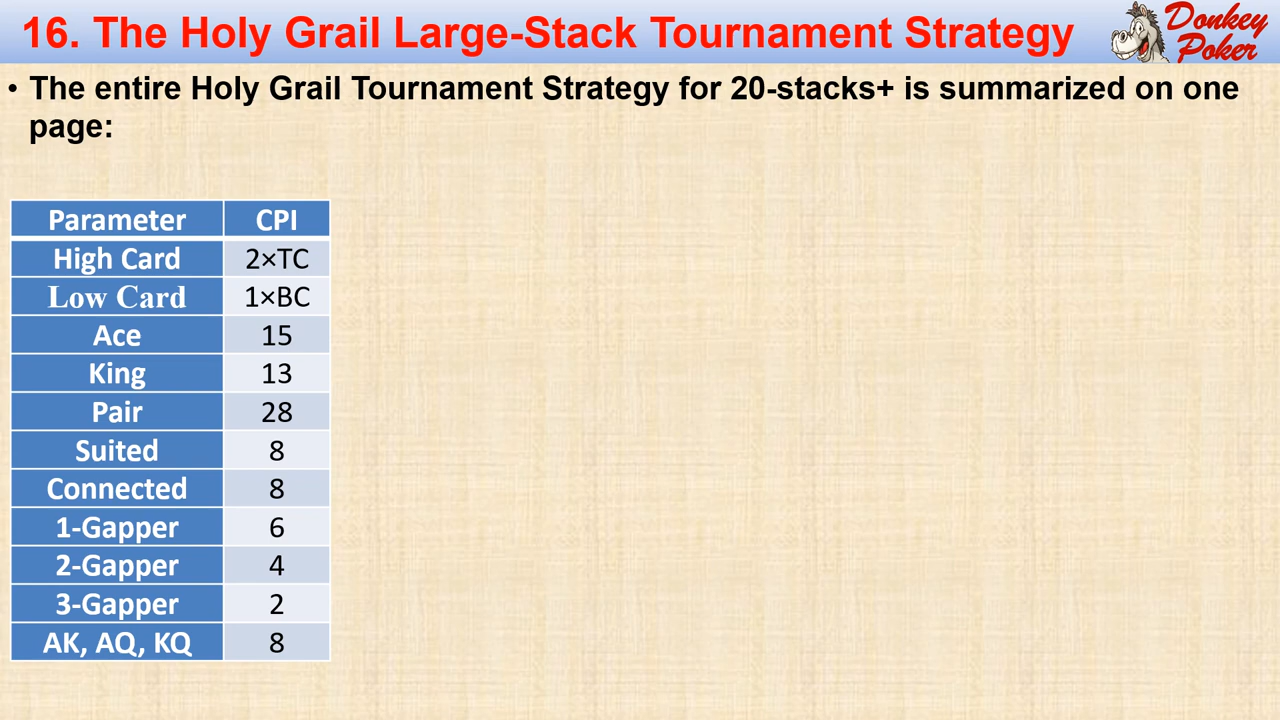 16. The Holy Grail Large-Stack Tournament Strategy
Donkey
Poker
• The entire Holy Grail Tournament Strategy for 20-stacks+ is summarized on one
page:
Parameter CPI
High Card 2×TC
Low Card 1×BC
Ace 15
King 13
Pair 28
Suited 8
Connected 8
1-Gapper 6
2-Gapper 4
3-Gapper 2
AK, AQ, KQ 8